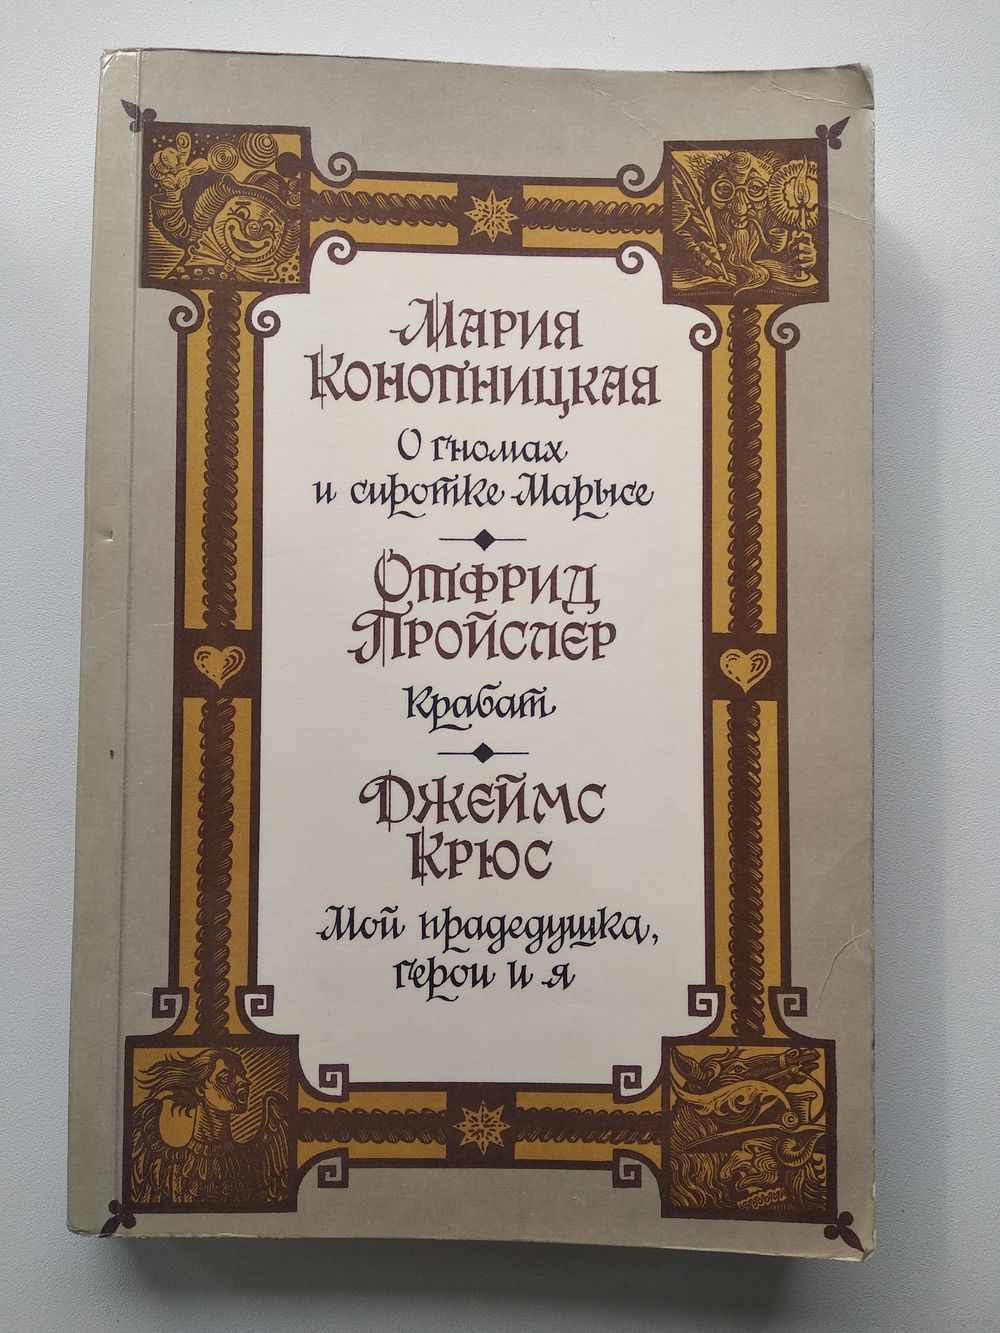 Мария
Конопницкая
О гномах
и сиротке Марысе
Отфрид
Пройслер
Крабат
Джеймс
Крюс
Мой прадедушка,
герои и я